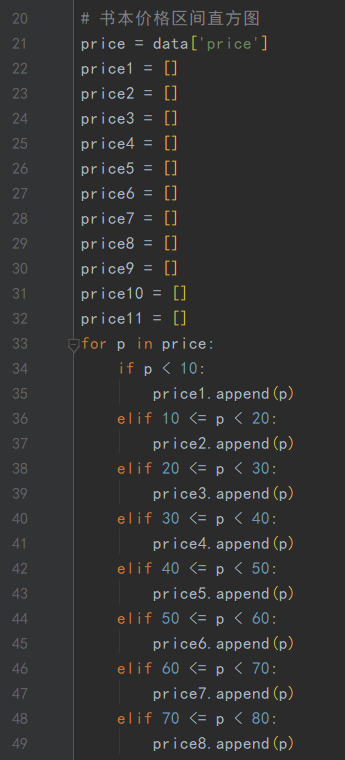 20 # 书本价格区间直方图
21 price = data['price']
22 price1 = []
23 price2 = []
24 price3 = []
25 price4 = []
26 price5 = []
27 price6 = []
28 price7 = []
29 price8 = []
30 price9 = []
31 price10 = []
32 price11 = []
33 for p in price:
34     if p < 10:
35         price1.append(p)
36     elif 10 <= p < 20:
37         price2.append(p)
38     elif 20 <= p < 30:
39         price3.append(p)
40     elif 30 <= p < 40:
41         price4.append(p)
42     elif 40 <= p < 50:
43         price5.append(p)
44     elif 50 <= p < 60:
45         price6.append(p)
46     elif 60 <= p < 70:
47         price7.append(p)
48     elif 70 <= p < 80:
49         price8.append(p)